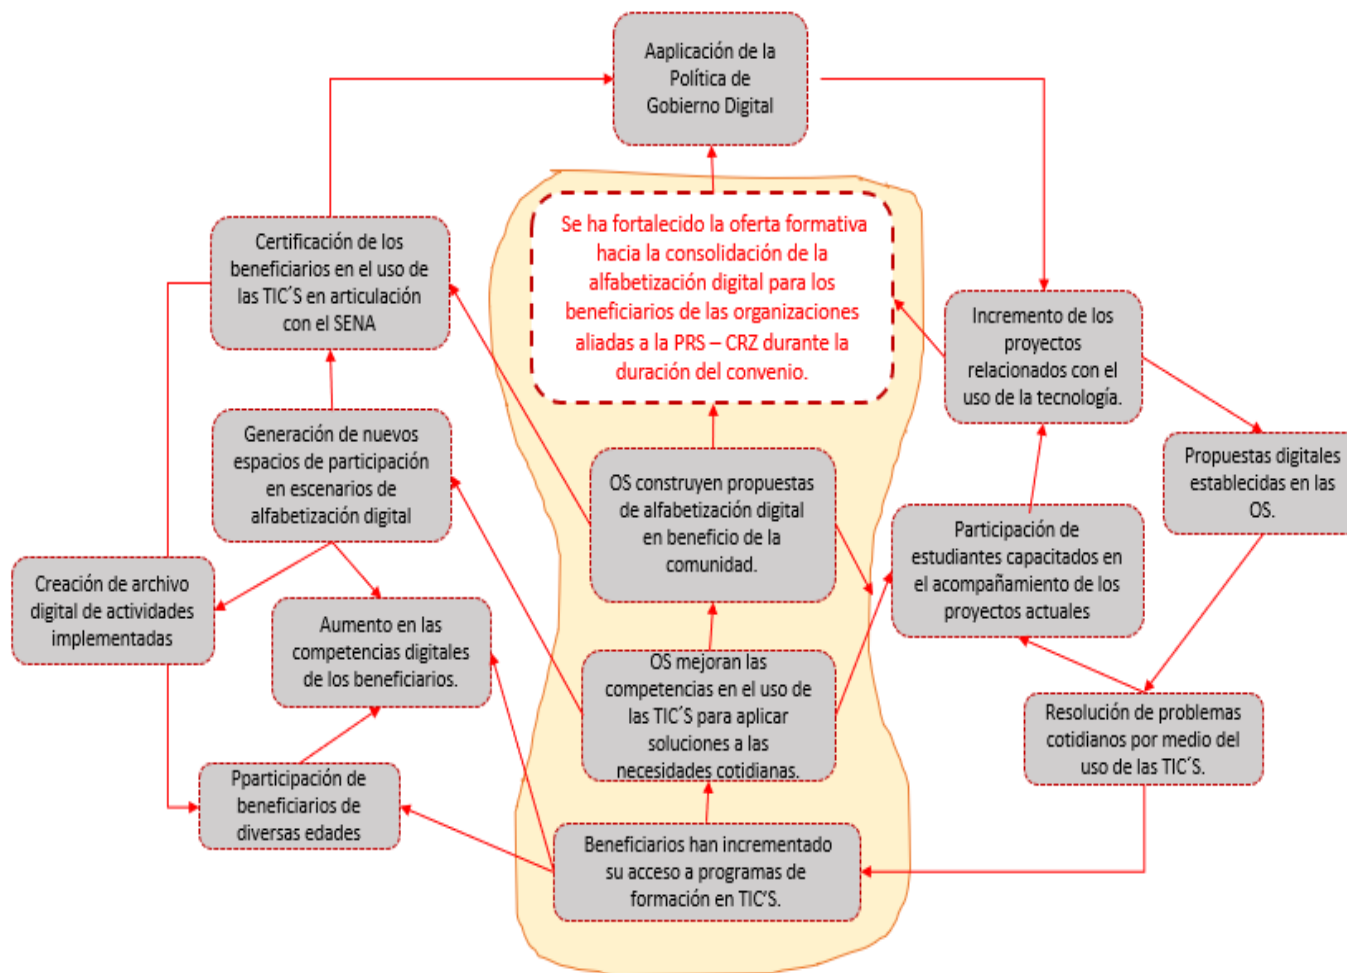 Aaplicación de la
Política de
Gobierno Digital
Se ha fortalecido la oferta formativa
hacia la consolidación de la
alfabetización digital para los
beneficiarios de las organizaciones
aliadas a la PRS – CRZ durante la
duración del convenio.
Certificación de los
beneficiarios en el uso de
las TIC´S en articulación
con el SENA
Incremento de los
proyectos
relacionados con el
uso de la tecnología.
Generación de nuevos
espacios de participación
en escenarios de
alfabetización digital
OS construyen propuestas
de alfabetización digital
en beneficio de la
comunidad.
Propuestas digitales
establecidas en las
OS.
Participación de
estudiantes capacitados en
el acompañamiento de los
proyectos actuales
Creación de archivo
digital de actividades
implementadas
Aumento en las
competencias digitales
de los beneficiarios.
OS mejoran las
competencias en el uso de
las TIC´S para aplicar
soluciones a las
necesidades cotidianas.
Resolución de problemas
cotidianos por medio del
uso de las TIC´S.
Pparticipación de
beneficiarios de
diversas edades
Beneficiarios han incrementado
su acceso a programas de
formación en TIC'S.